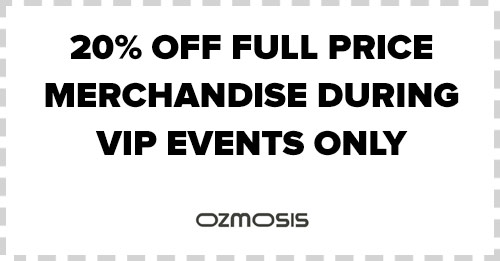 20% OFF FULL PRICE
MERCHANDISE DURING
VIP EVENTS ONLY
OZMOSIS